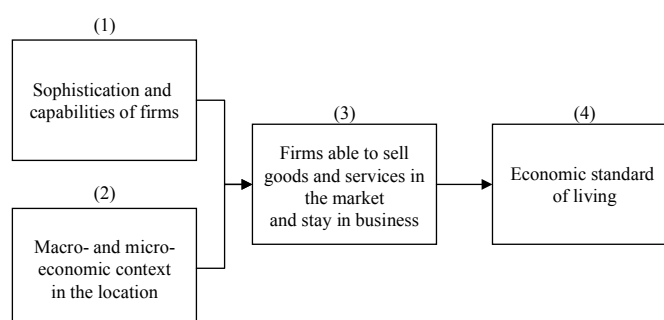 (1)
Sophistication and
capabilities of firms
(2)
Macro- and micro-
economic context
in the location
(3)
Firms able to sell
goods and services in
the market
and stay in business
(4)
Economic standard
of living